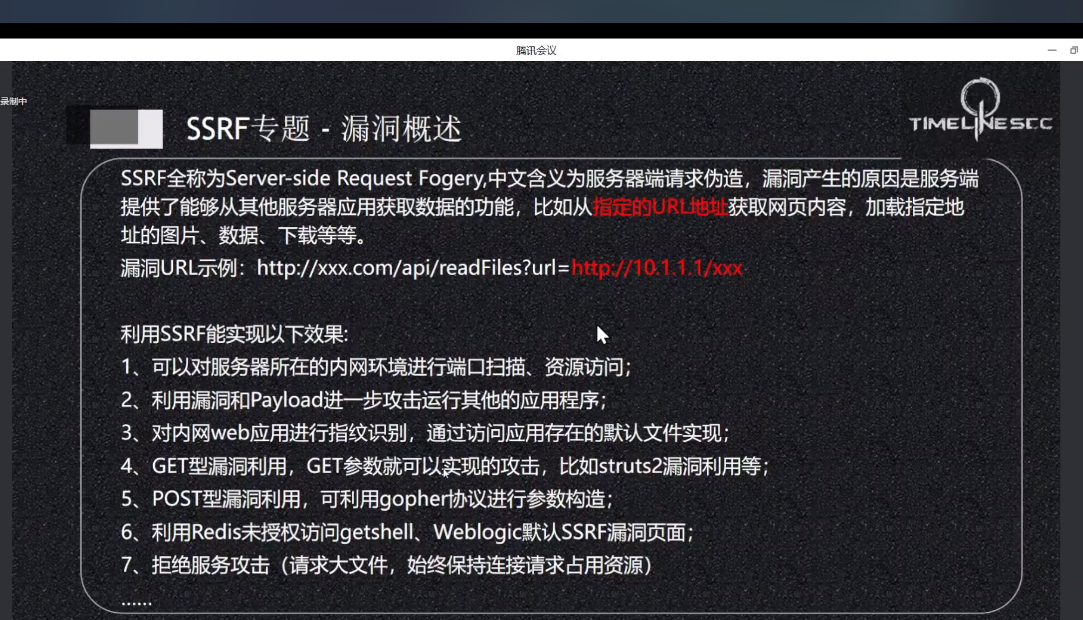 腾讯会议
录制中
TIMELINESEC
SSRF专题 - 漏洞概述
SSRF全称为Server-side Request Fogery,中文含义为服务器端请求伪造，漏洞产生的原因是服务端
提供了能够从其他服务器应用获取数据的功能，比如从指定的URL地址获取网页内容，加载指定地
址的图片、数据、下载等等。
漏洞URL示例：http://xxx.com/api/readFiles?url=http://10.1.1.1/xxx
利用SSRF能实现以下效果:
1、可以对服务器所在的内网环境进行端口扫描、资源访问；
2、利用漏洞和Payload进一步攻击运行其他的应用程序；
3、对内网web应用进行指纹识别，通过访问应用存在的默认文件实现；
4、GET型漏洞利用，GET参数就可以实现的攻击，比如struts2漏洞利用等；
5、POST型漏洞利用，可利用gopher协议进行参数构造；
6、利用Redis未授权访问getshell、Weblogic默认SSRF漏洞页面；
7、拒绝服务攻击（请求大文件，始终保持连接请求占用资源）
......